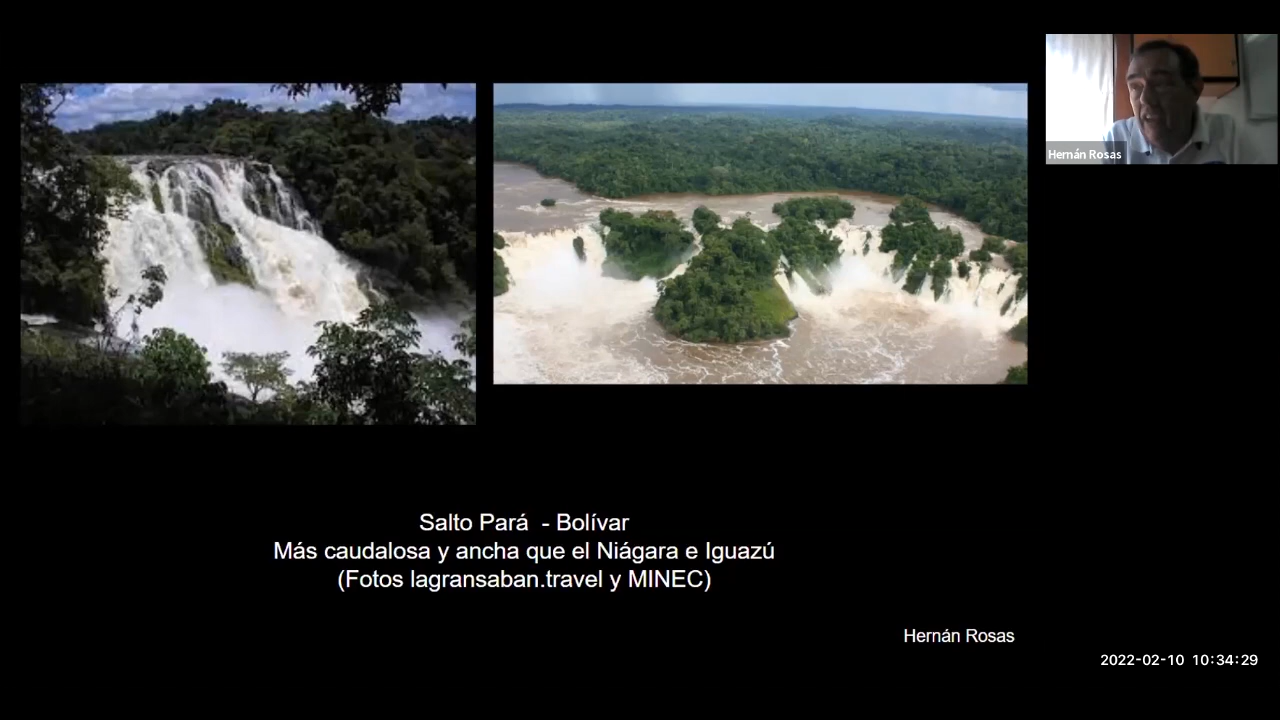 Hernán Rosas
Salto Pará - Bolívar
Más caudalosa y ancha que el Niágara e Iguazú
(Fotos lagransaban.travel y MINEC)
Hernán Rosas
2022-02-10 10:34:29